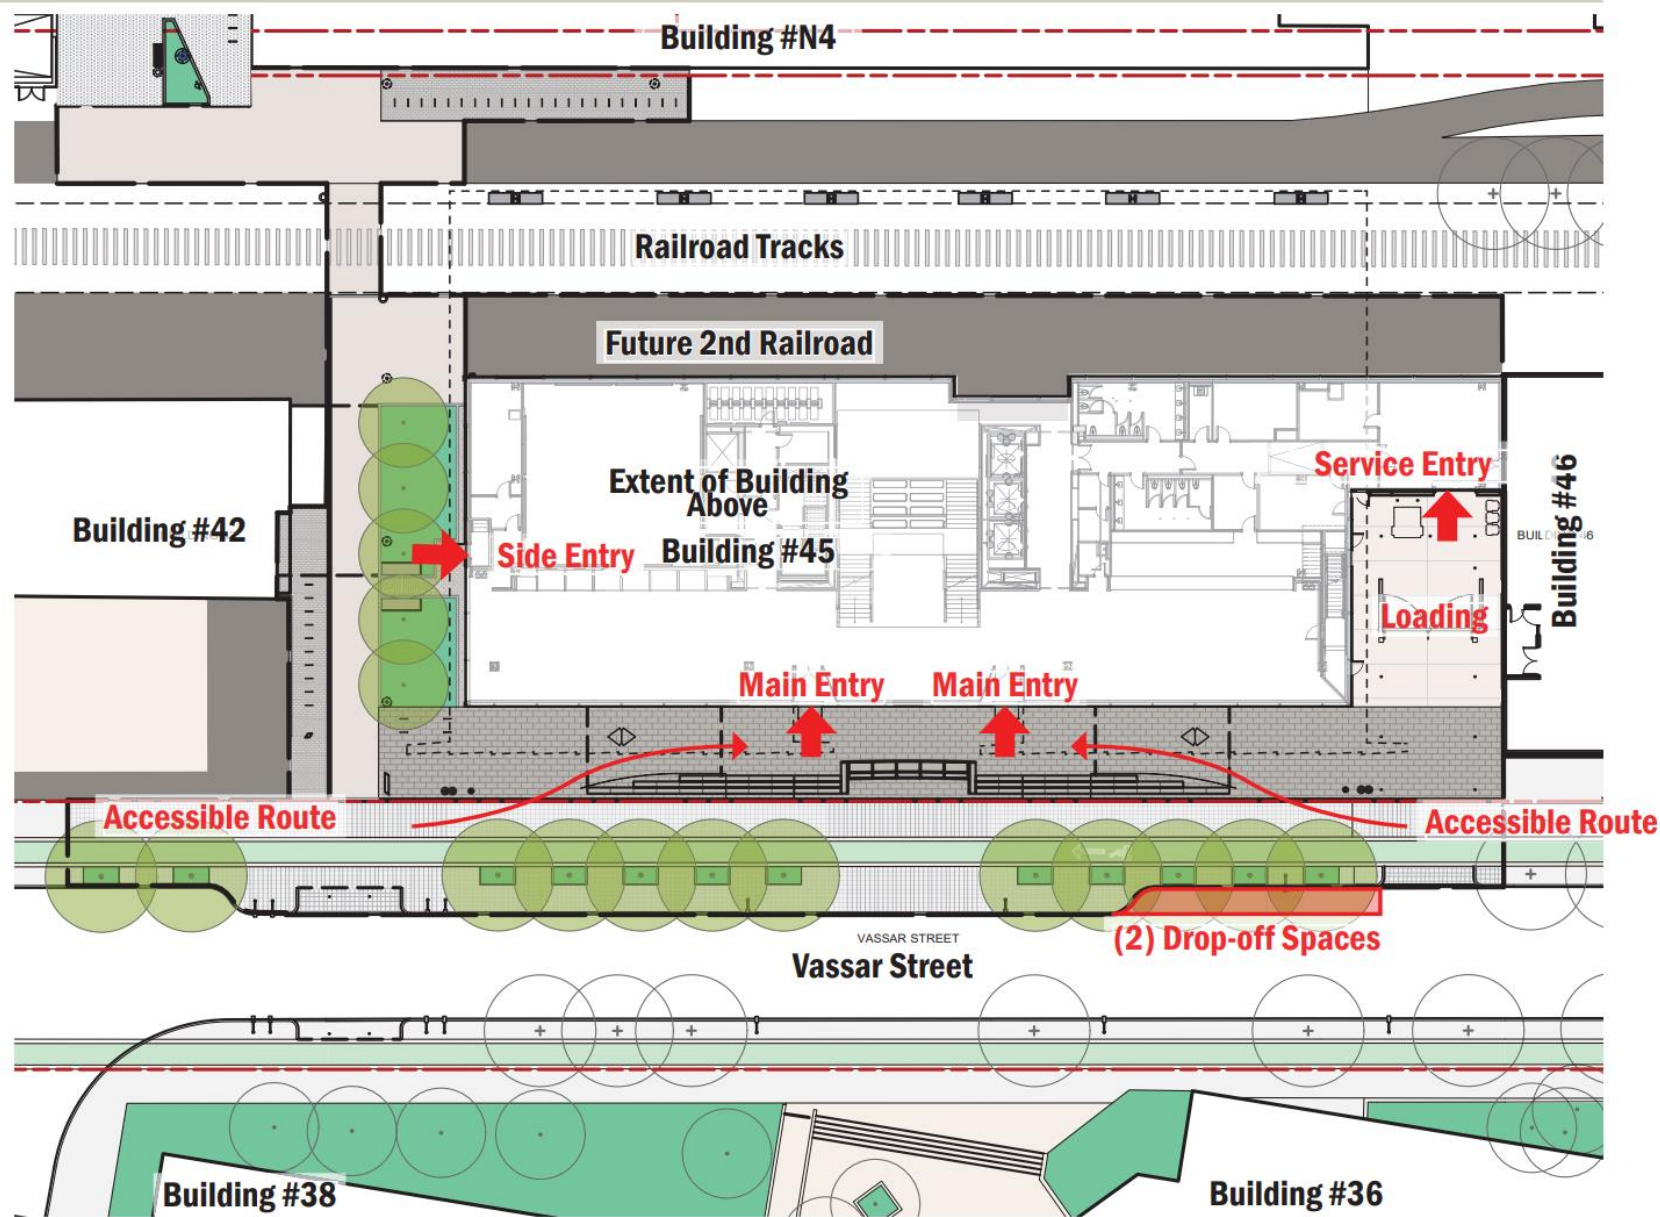 Building #N4
Railroad Tracks
Future 2nd Railroad
Service Entry
Extent of Building
Above
Building #42
Side Entry
Building #45
Building #46
Loading
Main Entry
Main Entry
Accessible Route
Accessible Route
VASSAR STREET
(2) Drop-off Spaces
Vassar Street
Building #38
Building #36